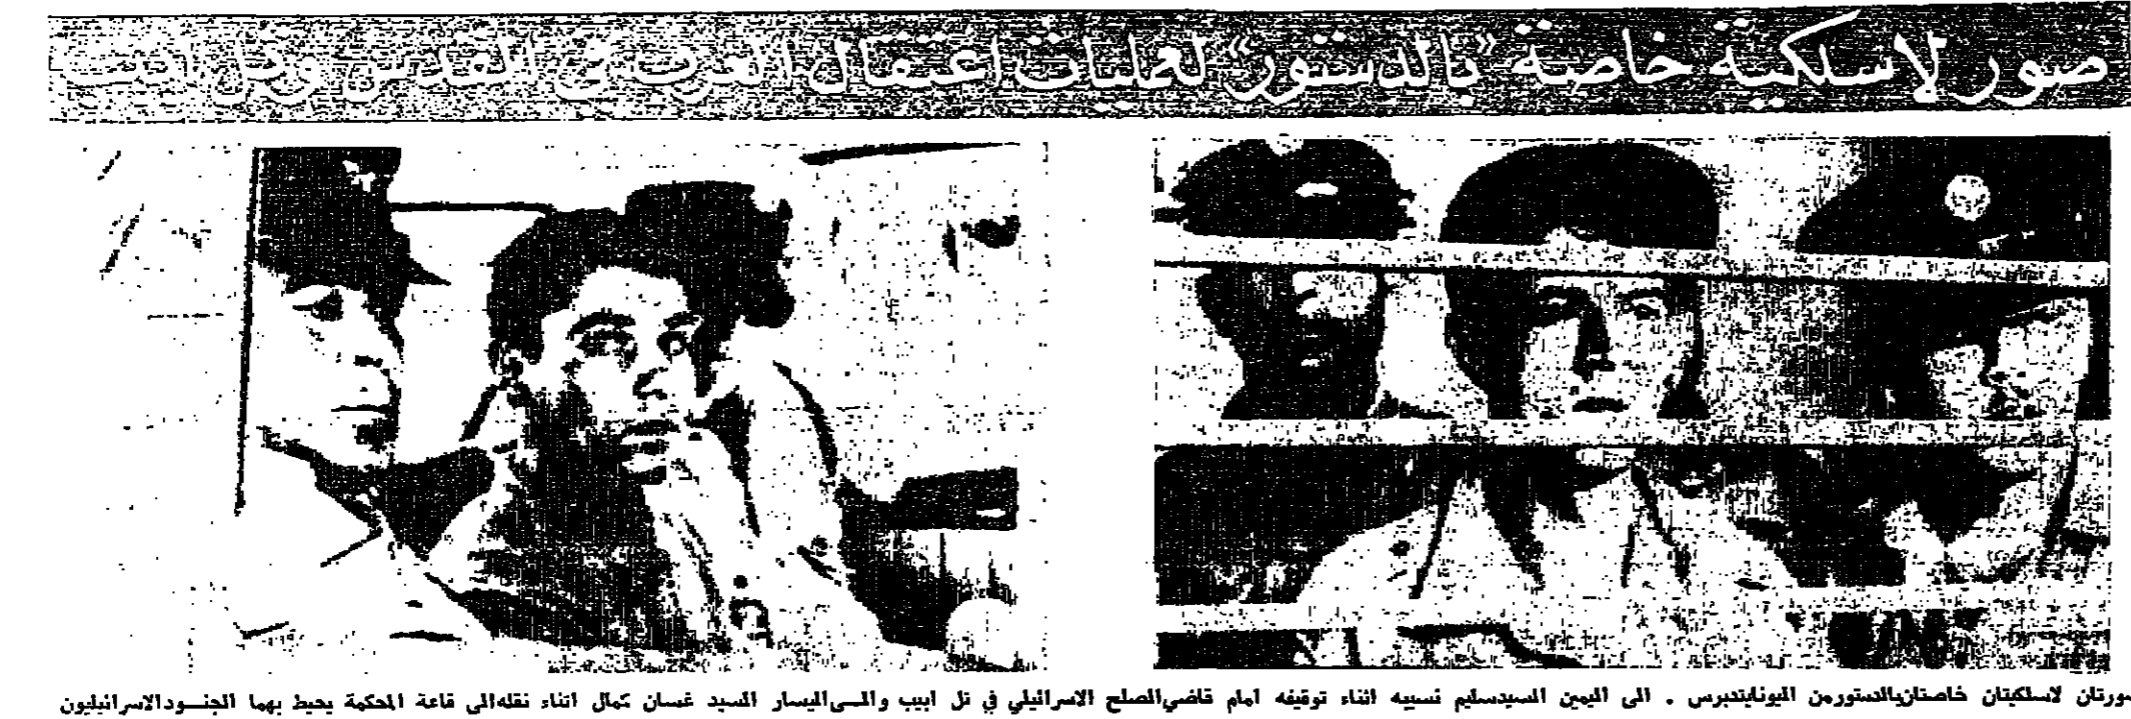 صور لاسلكية خاصة "بالدستور" لعمليات اعتقال العرب في القدس وتل ابيب
صورتان لاسلكيتان خاصتان بالدستور من اليونايتدبرس . الى اليمين السيد سليم نسيبه اثناء توقيفه امام قاضي الصلح الاسرائيلي في تل ابيب والــى اليسار السيد غسان كمال اثناء نقله الى قاعة المحكمة يحيط بهما الجنــود الاسرائيليون